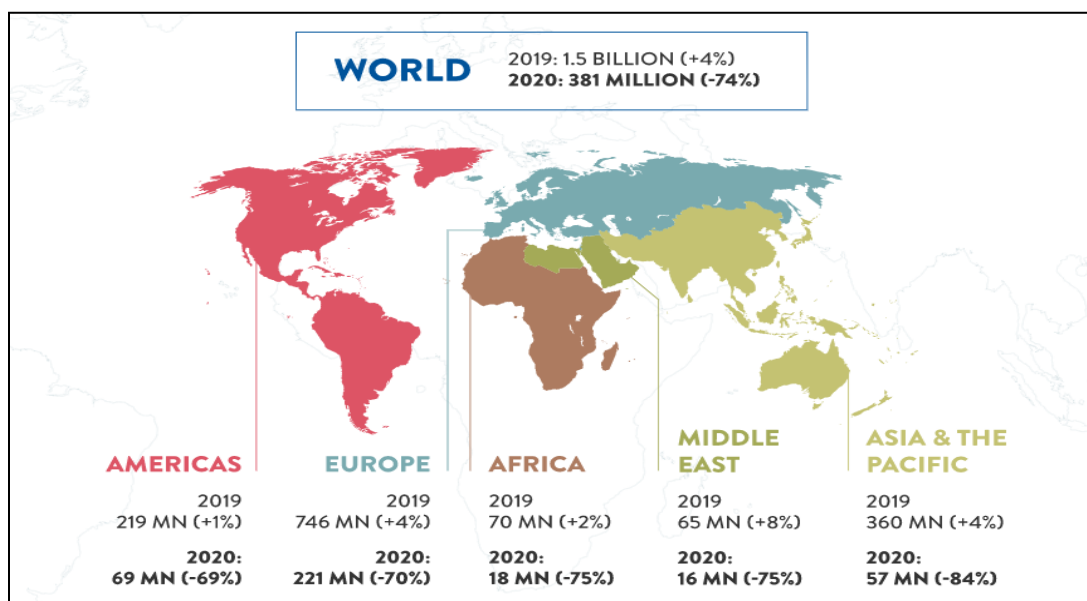 WORLD
2019: 1.5 BILLION (+4%)
2020: 381 MILLION (-74%)
AMERICAS
2019
219 MN (+1%)
2020:
69 MN (-69%)
EUROPE
2019
746 MN (+4%)
2020:
221 MN (-70%)
AFRICA
2019
70 MN (+2%)
2020:
18 MN (-75%)
MIDDLE
EAST
2019
65 MN (+8%)
2020:
16 MN (-75%)
ASIA & THE
PACIFIC
2019
360 MN (+4%)
2020:
57 MN (-84%)